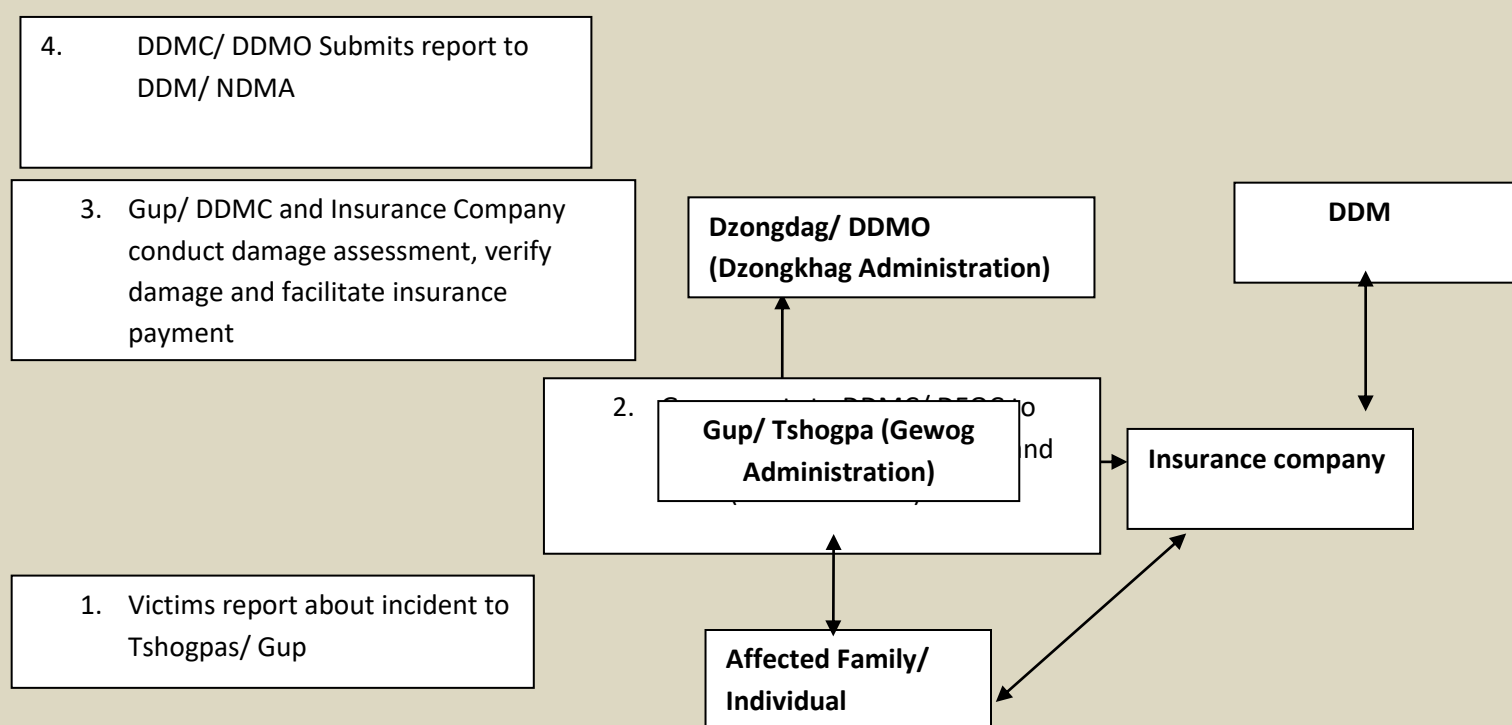 4. DDMC/ DDMO Submits report to
DDM/ NDMA
3. Gup/ DDMC and Insurance Company
conduct damage assessment, verify
damage and facilitate insurance
payment
Dzongdag/ DDMO
(Dzongkhag Administration)
DDM
2. to
and
Gup/ Tshogpa (Gewog
Administration)
Insurance company
1. Victims report about incident to
Tshogpas/ Gup
Affected Family/
Individual